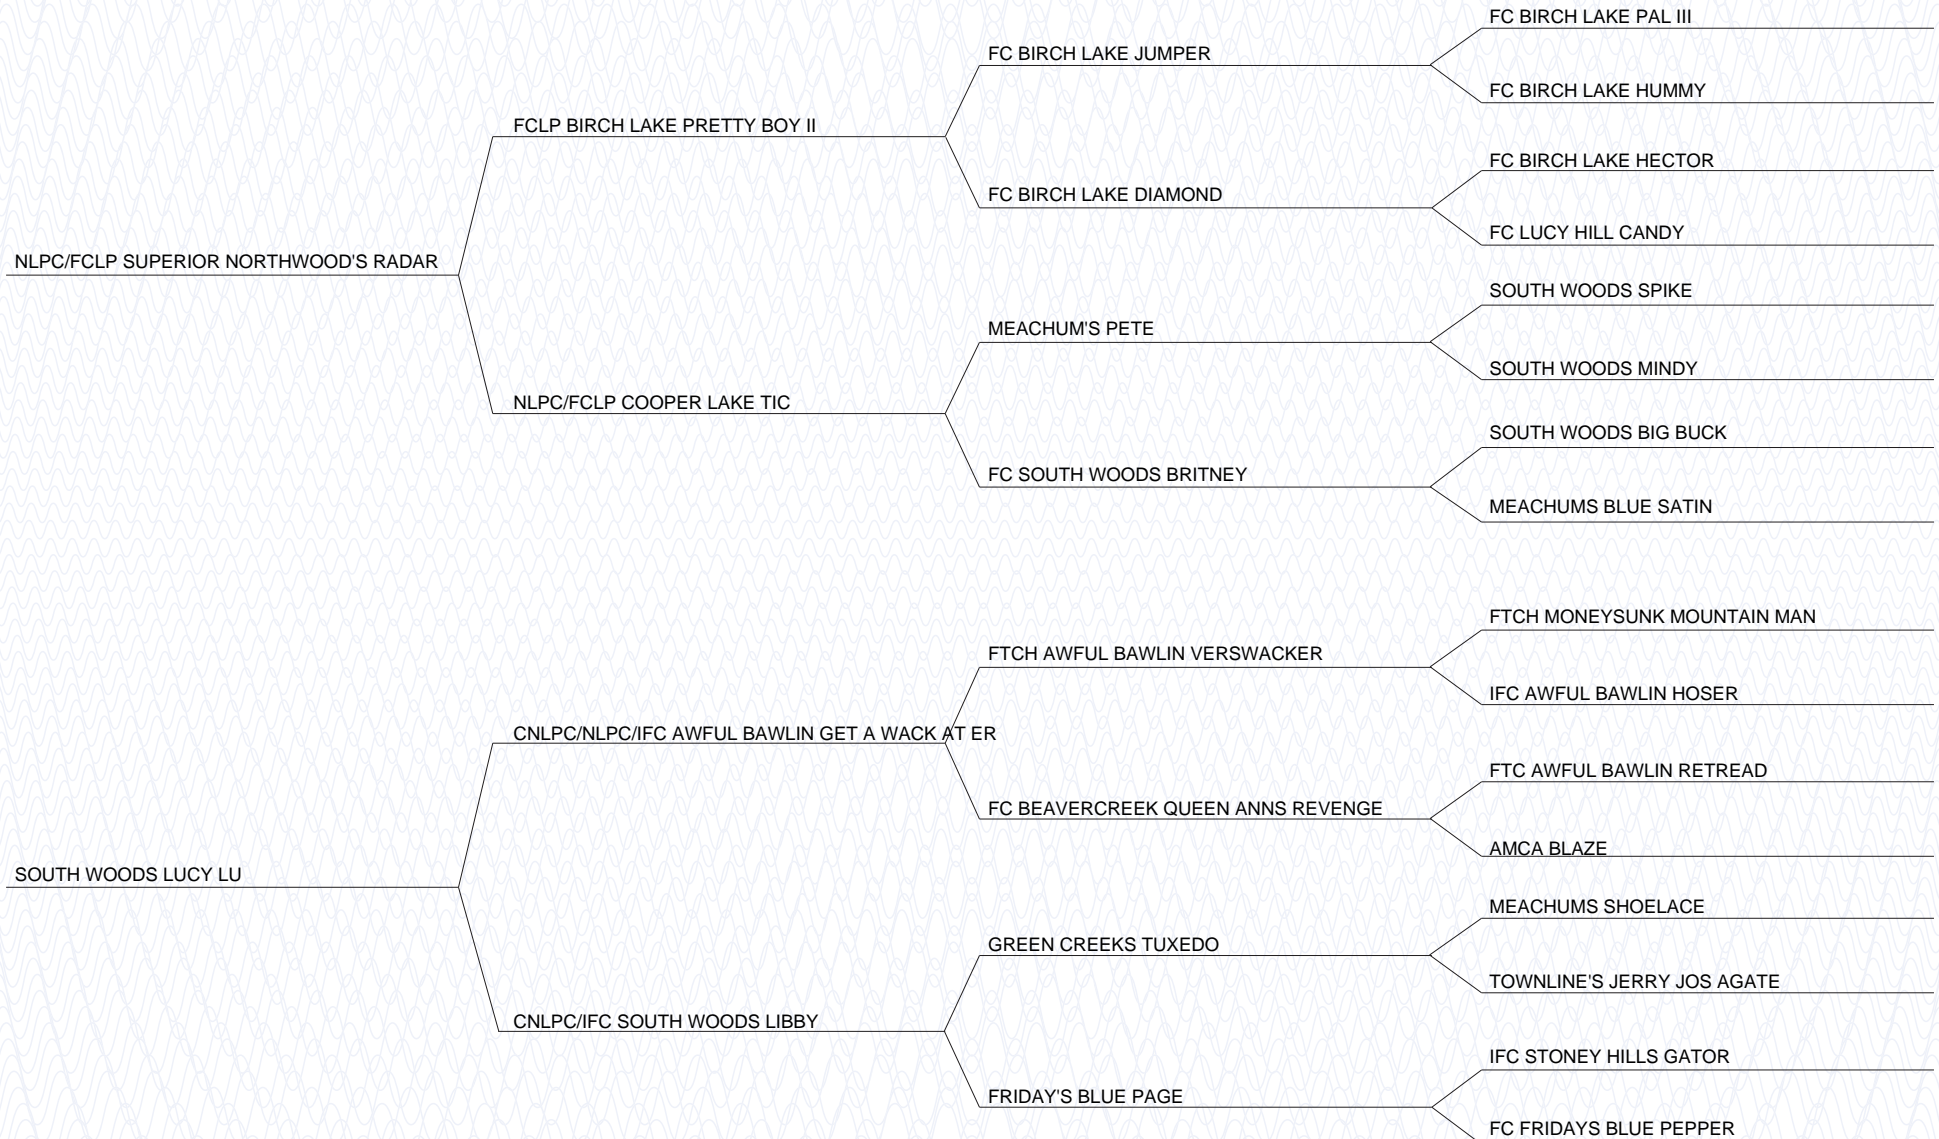 FC BIRCH LAKE PAL III
FC BIRCH LAKE JUMPER
FC BIRCH LAKE HUMMY
FCLP BIRCH LAKE PRETTY BOY II
FC BIRCH LAKE HECTOR
FC BIRCH LAKE DIAMOND
FC LUCY HILL CANDY
NLPC/FCLP SUPERIOR NORTHWOOD'S RADAR
SOUTH WOODS SPIKE
MEACHUM'S PETE
SOUTH WOODS MINDY
NLPC/FCLP COOPER LAKE TIC
SOUTH WOODS BIG BUCK
FC SOUTH WOODS BRITNEY
MEACHUMS BLUE SATIN
FTCH MONEYSUNK MOUNTAIN MAN
FTCH AWFUL BAWLIN VERSWACKER
IFC AWFUL BAWLIN HOSER
CNLPC/NLPC/IFC AWFUL BAWLIN GET A WACK AT ER
FTC AWFUL BAWLIN RETREAD
FC BEAVERCREEK QUEEN ANNS REVENGE
AMCA BLAZE
SOUTH WOODS LUCY LU
MEACHUMS SHOELACE
GREEN CREEKS TUXEDO
TOWNLINE'S JERRY JOS AGATE
CNLPC/IFC SOUTH WOODS LIBBY
IFC STONEY HILLS GATOR
FRIDAY'S BLUE PAGE
FC FRIDAYS BLUE PEPPER